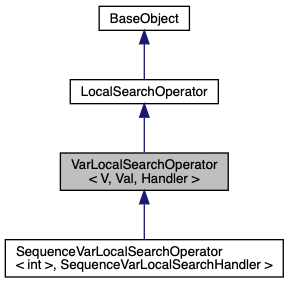 BaseObject
LocalSearchOperator
VarLocalSearchOperator
< V, Val, Handler >
SequenceVarLocalSearchOperator
< int >, SequenceVarLocalSearchHandler >